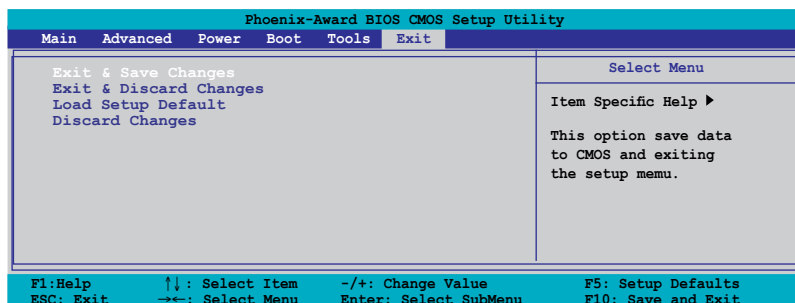 Phoenix-Award BIOS CMOS Setup Utility
Main Advanced Power Boot Tools Exit
Exit & Save Changes
Exit & Discard Changes
Load Setup Default
Discard Changes
Select Menu
Item Specific Help ▶
This option save data
to CMOS and exiting
the setup memu.
F1:Help ↑↓: Select Item -/+: Change Value F5: Setup Defaults
ESC: Exit →←: Select Menu Enter: Select SubMenu F10: Save and Exit